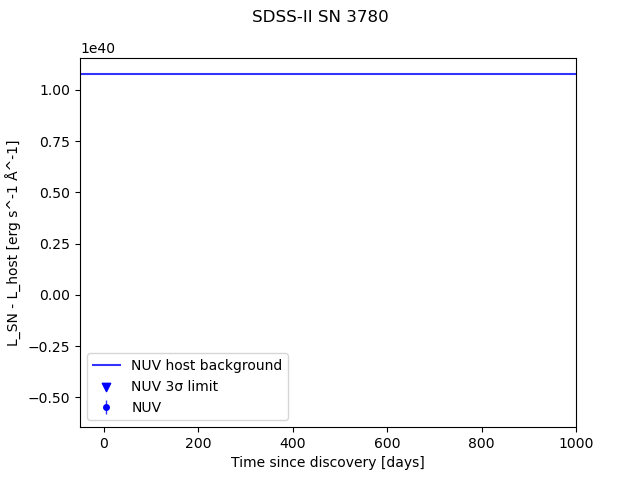 SDSS-II SN 3780
1e40
1.00
0.75
0.50
0.25
0.00
−0.25
−0.50
L_SN - L_host [erg s^-1 Å^-1]
NUV host background
NUV 3σ limit
NUV
0 200 400 600 800 1000
Time since discovery [days]